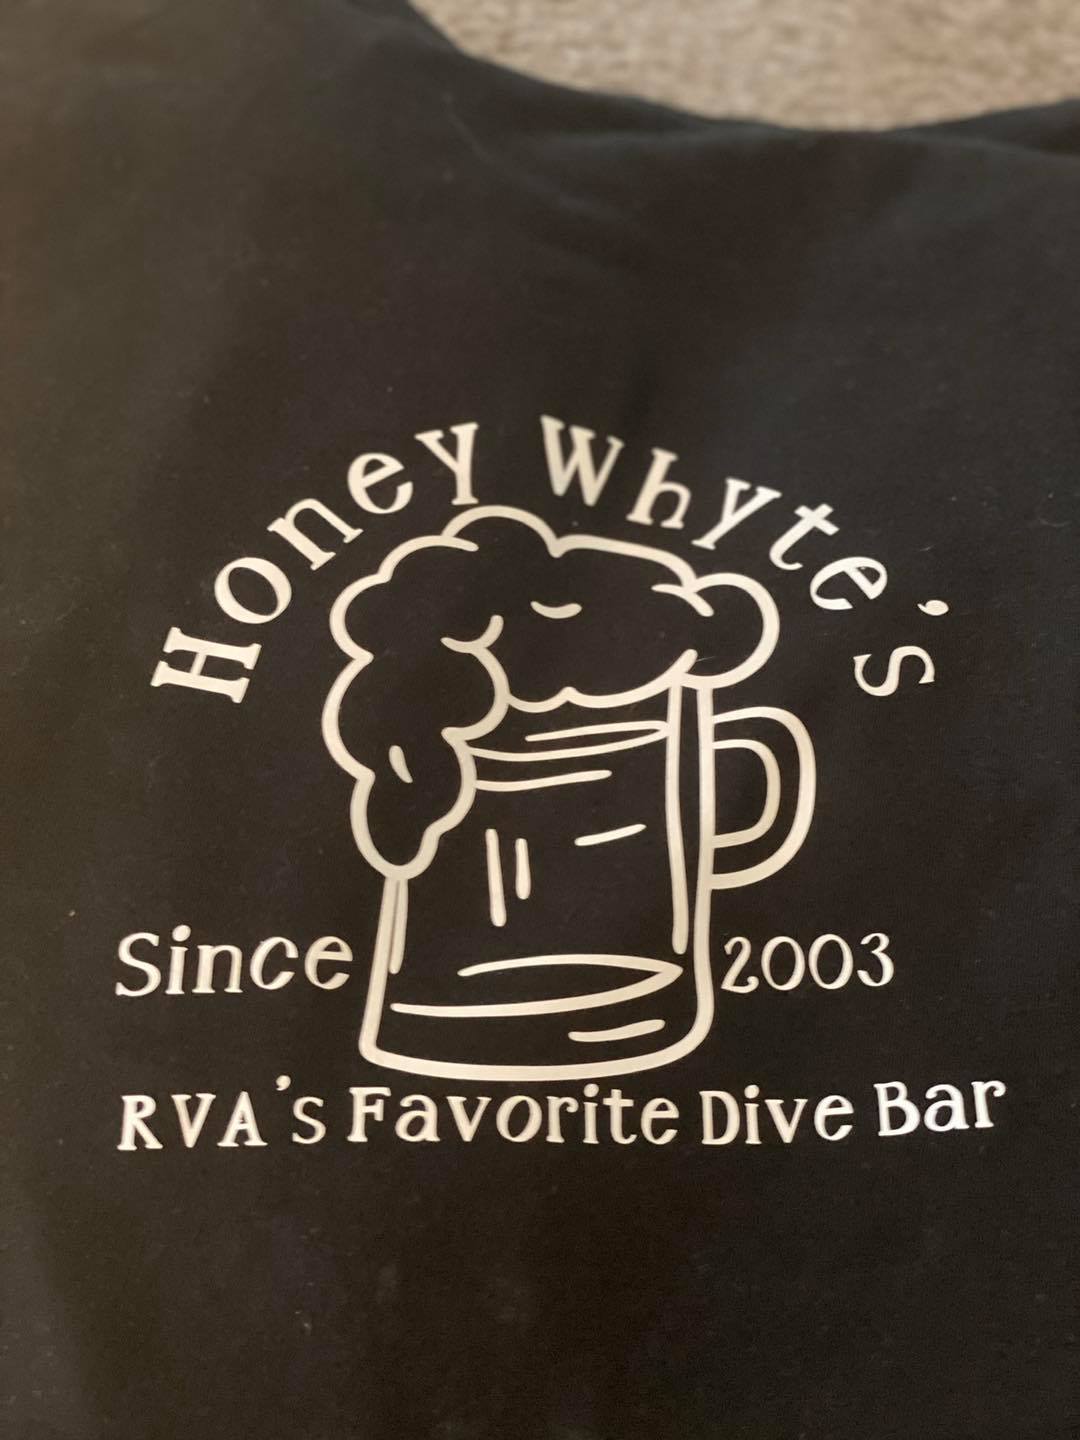 Honey Whyte's
Since 2003
RVA's Favorite Dive Bar